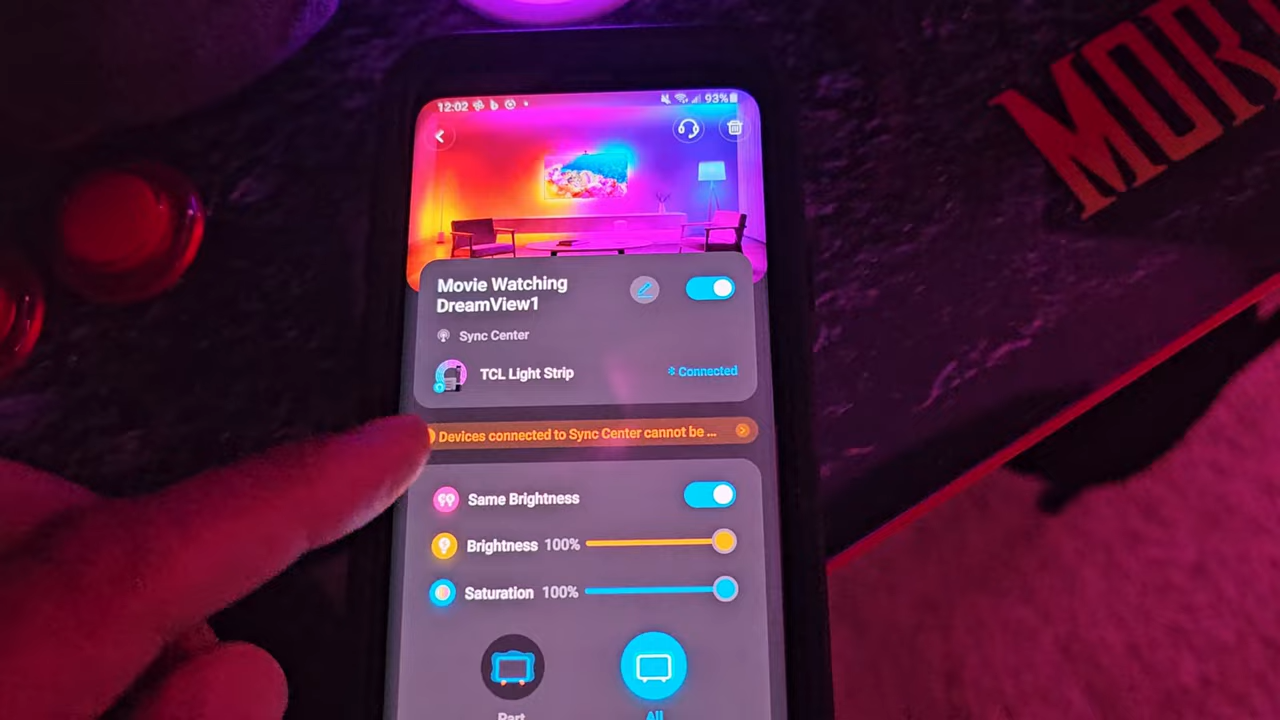 12:02
93%
MOR
Movie Watching
DreamView1
Sync Center
TCL Light Strip
Connected
Devices connected to Sync Center cannot be ...
Same Brightness
Brightness 100%
Saturation 100%
Part
All